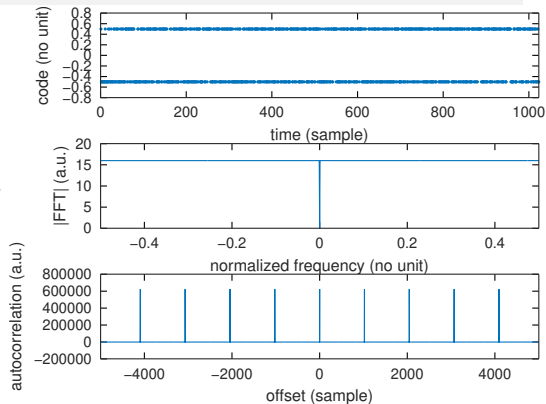 code (no unit)
0.8
0.6
0.4
0.2
0
−0.2
−0.4
−0.6
−0.8
0 200 400 600 800 1000
time (sample)
|FFT| (a.u.)
20
15
10
5
0
−0.4 −0.2 0 0.2 0.4
normalized frequency (no unit)
autocorrelation (a.u.)
800000
600000
400000
200000
0
−200000
−4000 −2000 0 2000 4000
offset (sample)